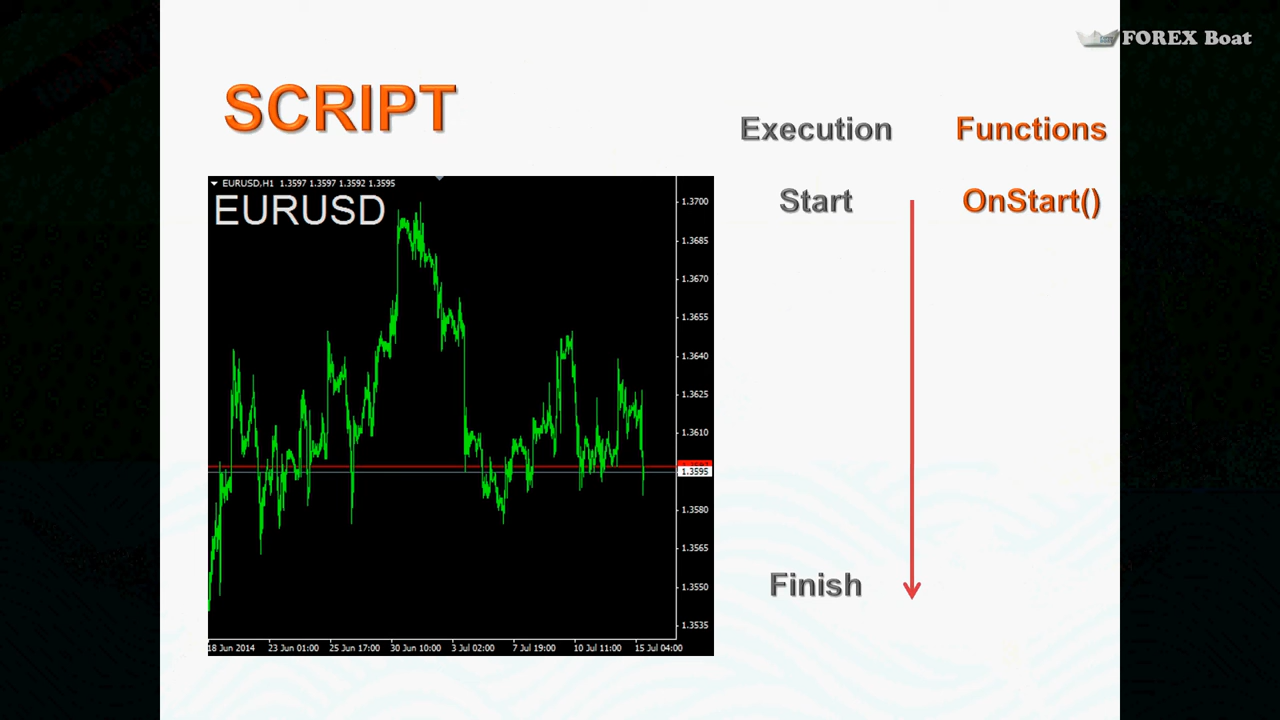 FOREX Boat
SCRIPT
Execution
Functions
EURUSD,H1 1.3597 1.3597 1.3592 1.3595
EURUSD
Start
OnStart()
1.3700
1.3685
1.3670
1.3655
1.3640
1.3625
1.3610
1.3595
1.3580
1.3565
1.3550
1.3535
Finish
18 Jun 2014 23 Jun 01:00 25 Jun 17:00 30 Jun 10:00 3 Jul 02:00 7 Jul 19:00 10 Jul 11:00 15 Jul 04:00